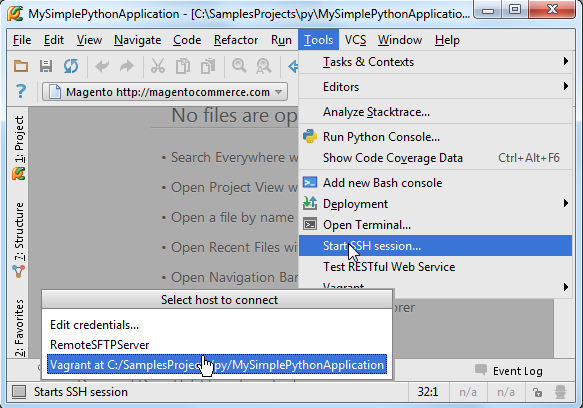 MySimplePythonApplication - [C:\SamplesProjects\py\MySimplePythonApplication...
File Edit View Navigate Code Refactor Run Tools VCS Window Help
Magento http://magentocommerce.com
1: Project
7: Structure
2: Favorites
No files are op
• Search Everywhere w
• Open Project View w
• Open a file by name
• Open Recent Files wi
• Open Navigation Bar
orer
Tasks & Contexts
Editors
Analyze Stacktrace...
Run Python Console...
Show Code Coverage Data Ctrl+Alt+F6
Add new Bash console
Deployment
Open Terminal...
Start SSH session...
Test RESTful Web Service
Vagrant
Select host to connect
Edit credentials...
RemoteSFTPServer
Vagrant at C:/SamplesProjects/py/MySimplePythonApplication
Event Log
Starts SSH session 32:1 n/a n/a